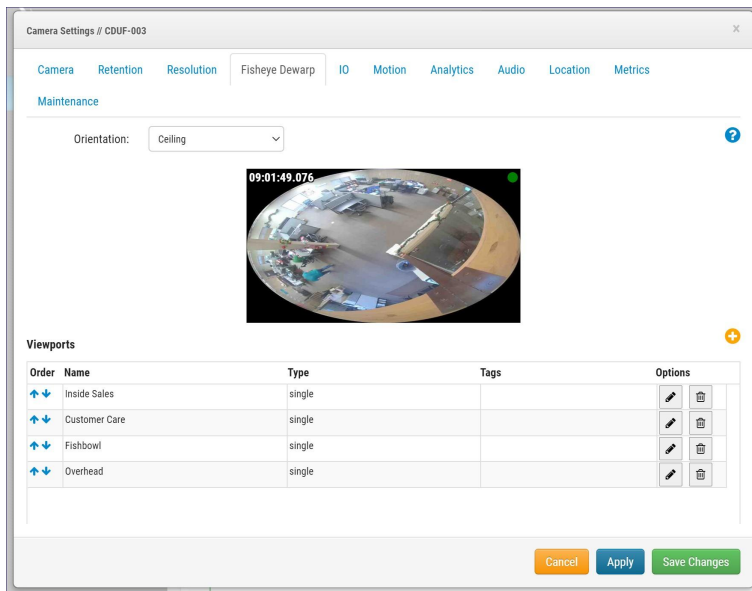 Camera Settings // CDUF-003 x
Camera Retention Resolution Fisheye Dewarp IO Motion Analytics Audio Location Metrics
Maintenance
Orientation: Ceiling ?
09:01:49.076
Viewports
Order Name Type Tags Options
Inside Sales single
Customer Care single
Fishbowl single
Overhead single
Cancel Apply Save Changes